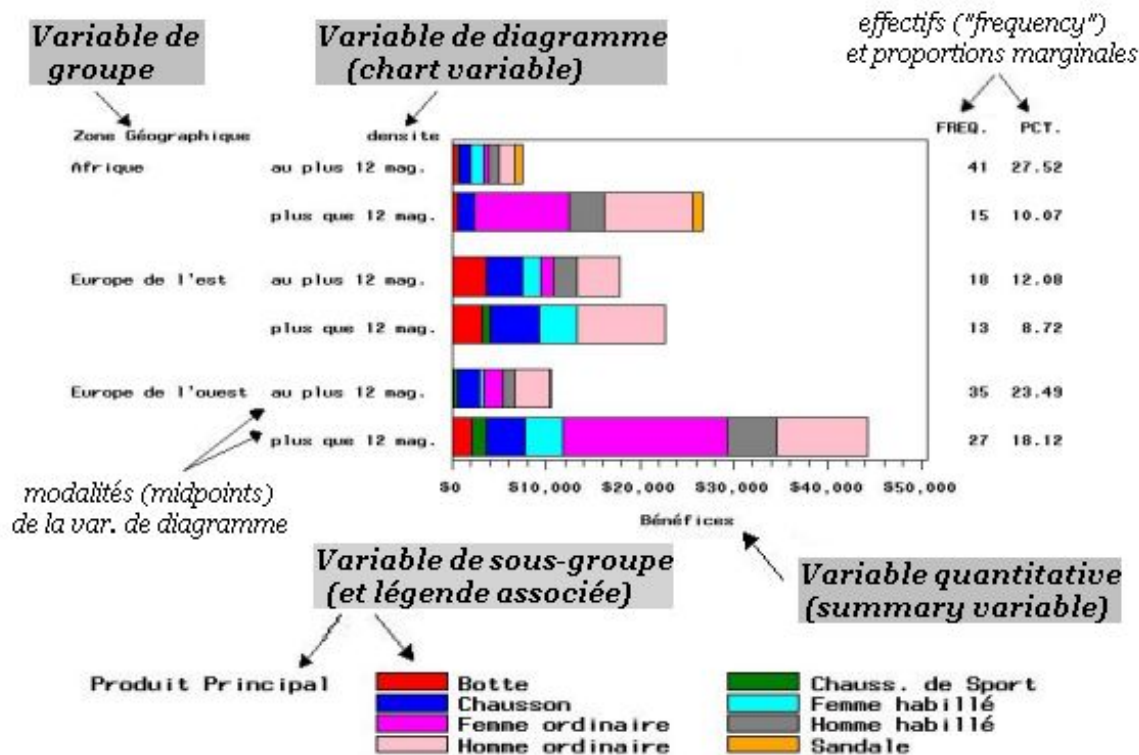 Variable de
groupe
Variable de diagramme
(chart variable)
effectifs ("frequency")
et proportions marginales
Zone Géographique densite FREQ. PCT.
Afrique au plus 12 mag. 41 27.52
plus que 12 mag. 15 10.07
Europe de l'est au plus 12 mag. 18 12.08
plus que 12 mag. 13 8.72
Europe de l'ouest au plus 12 mag. 35 23.49
plus que 12 mag. 27 18.12
$0 $10,000 $20,000 $30,000 $40,000 $50,000
Bénéfices
modalités (midpoints)
de la var. de diagramme
Variable de sous-groupe
(et légende associée)
Variable quantitative
(summary variable)
Produit Principal Botte Chauss. de Sport
Chausson Femme habillé
Femme ordinaire Homme habillé
Homme ordinaire Sandale